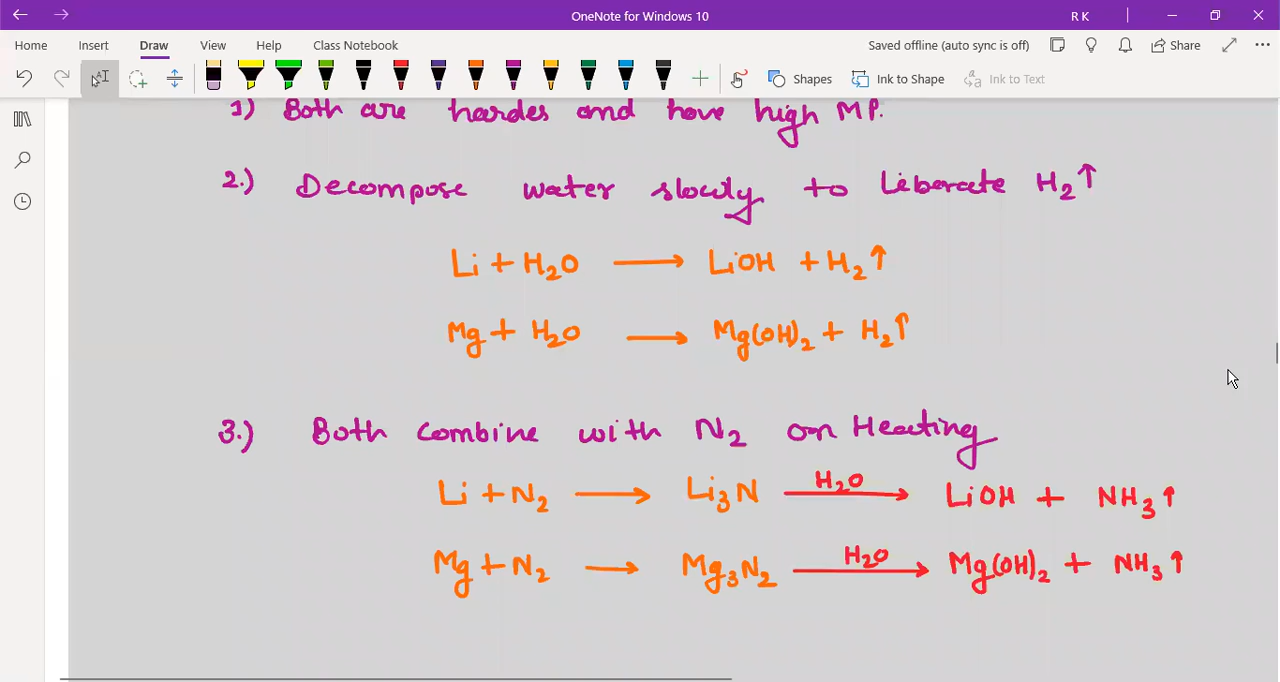 OneNote for Windows 10
R K
Home Insert Draw View Help Class Notebook
Saved offline (auto sync is off) Share
Shapes Ink to Shape Ink to Text
1) Both are hardes and have high MP.
2.) Decompose water slowly to Liberate H₂↑
Li + H₂O ⟶ LiOH + H₂↑
Mg + H₂O ⟶ Mg(OH)₂ + H₂↑
3.) Both Combine with N₂ on Heating
Li + N₂ ⟶ Li₃N ⟶ H₂O LiOH + NH₃↑
Mg + N₂ ⟶ Mg₃N₂ ⟶ H₂O Mg(OH)₂ + NH₃↑